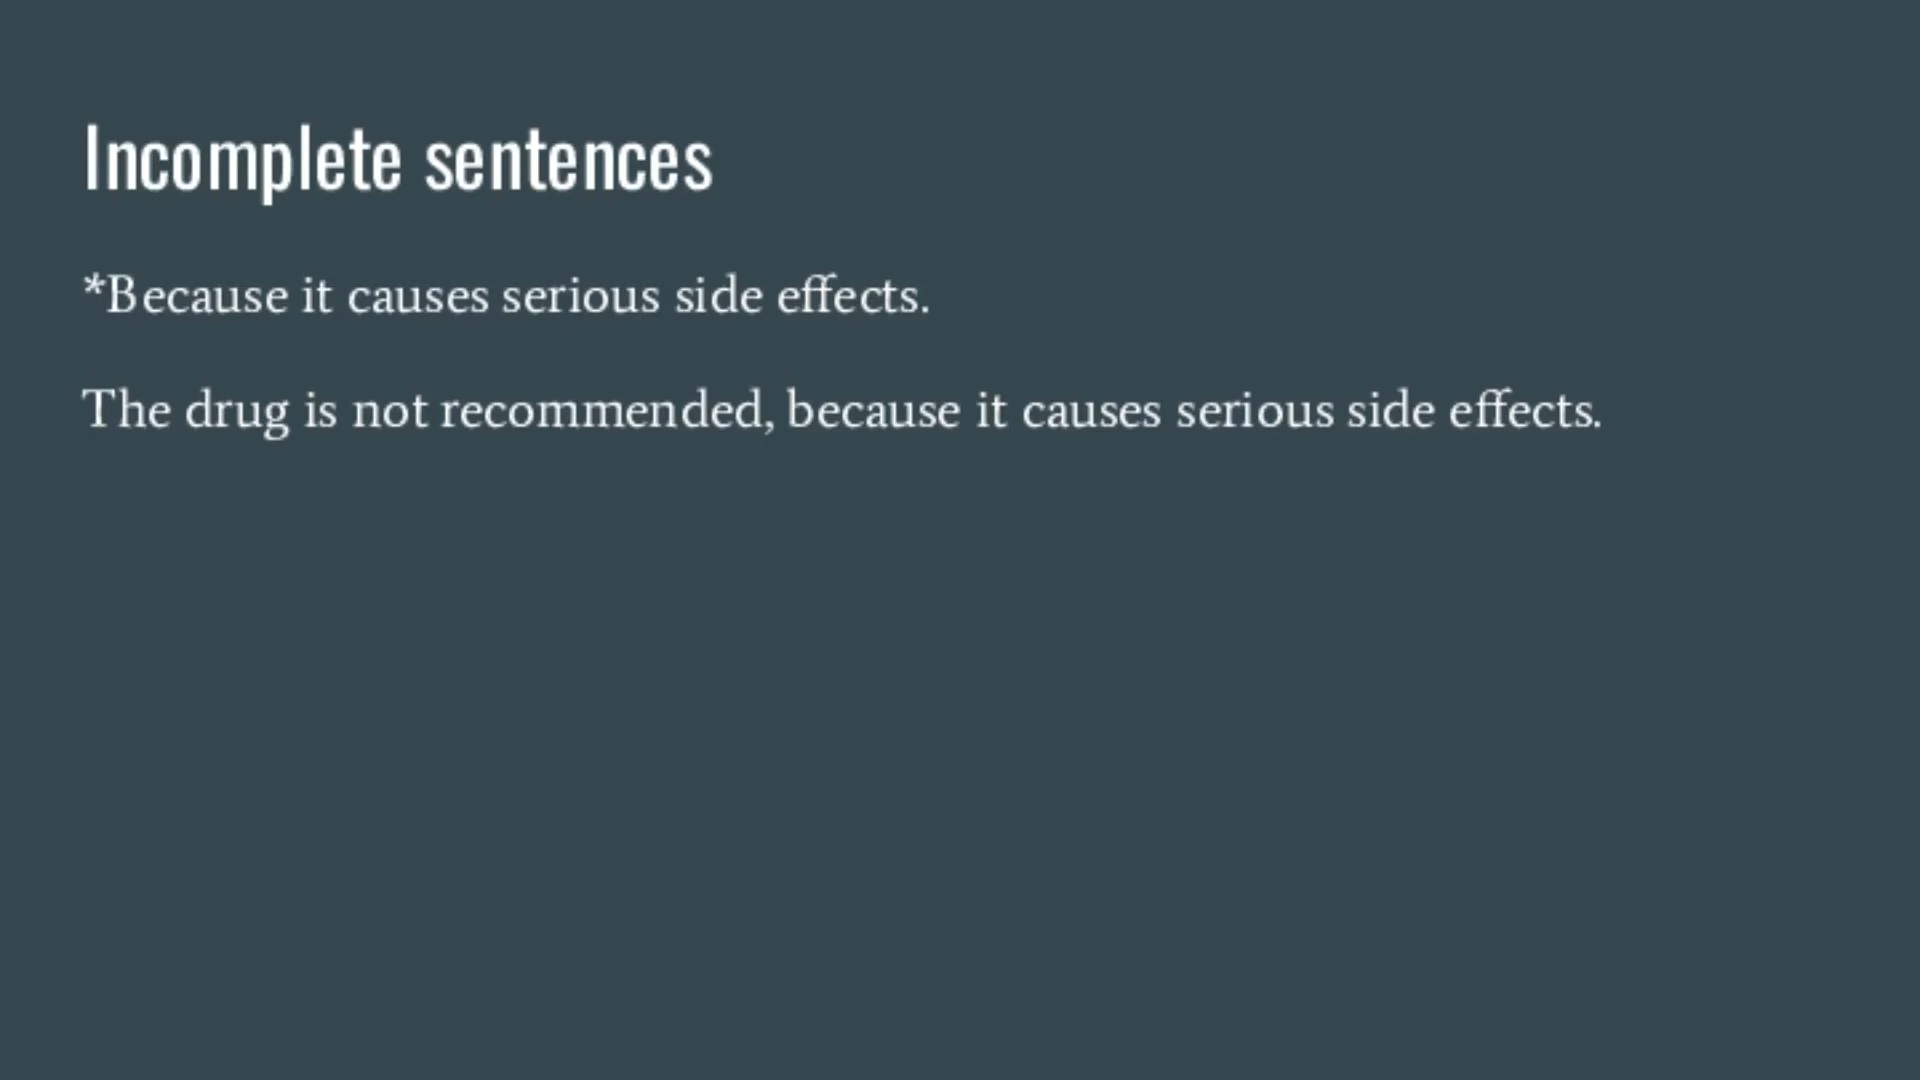 Incomplete sentences
*Because it causes serious side effects.
The drug is not recommended, because it causes serious side effects.